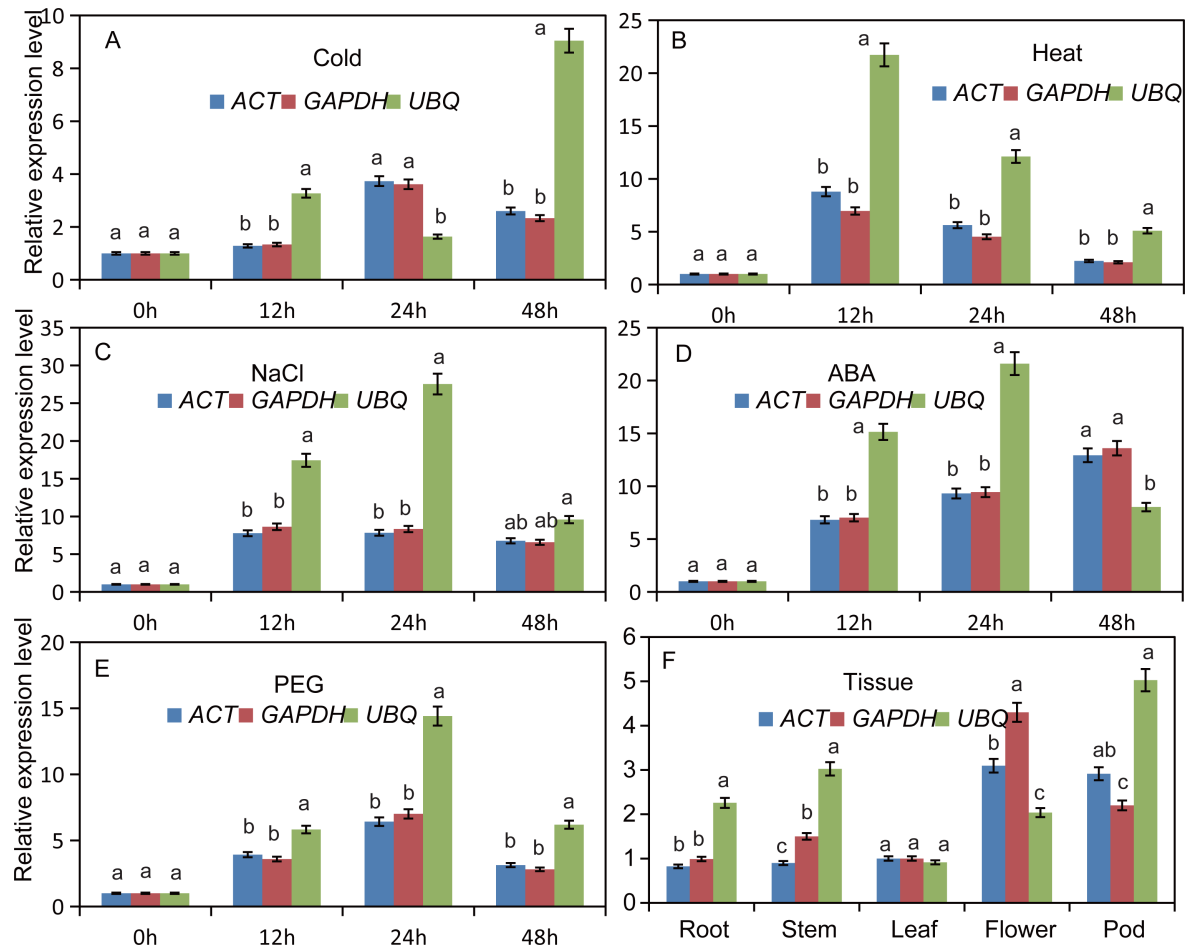 A
Cold
ACT GAPDH UBQ
Relative expression level
10
8
6
4
2
0
a a a
b b a
a a b
b b a
0h 12h 24h 48h
B
Heat
ACT GAPDH UBQ
25
20
15
10
5
0
a a a
b b a
b b a
b b a
0h 12h 24h 48h
C
NaCl
ACT GAPDH UBQ
Relative expression level
35
30
25
20
15
10
5
0
a a a
b b a
b b a
ab ab a
0h 12h 24h 48h
D
ABA
ACT GAPDH UBQ
25
20
15
10
5
0
a a a
b b a
b b a
a a b
0h 12h 24h 48h
E
PEG
ACT GAPDH UBQ
Relative expression level
20
15
10
5
0
a a a
b b a
b b a
b b a
0h 12h 24h 48h
F
Tissue
ACT GAPDH UBQ
6
5
4
3
2
1
0
b b a
c b a
a a a
b a c
ab c a
Root Stem Leaf Flower Pod